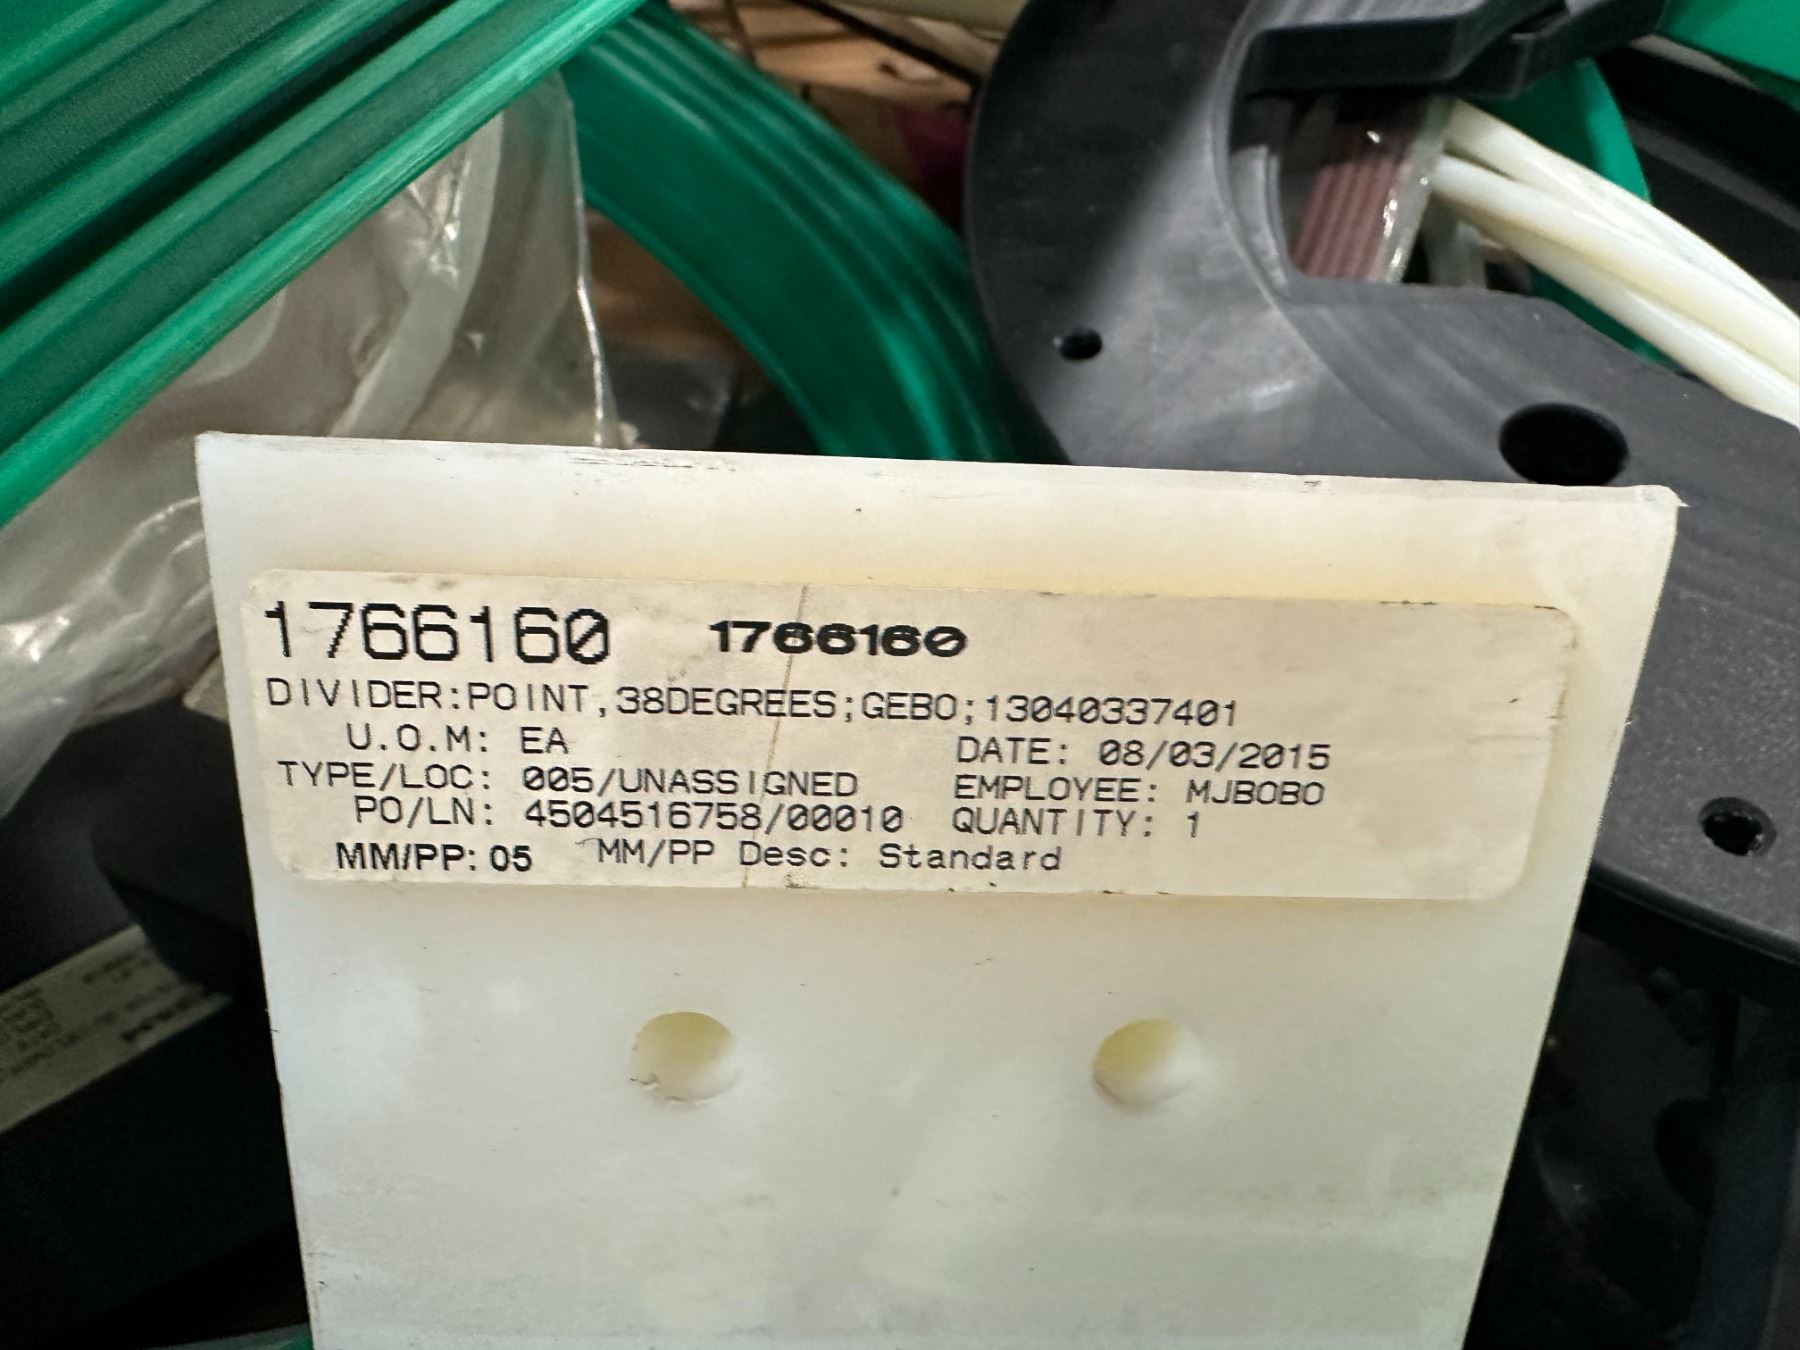 1766160 1766160
DIVIDER:POINT,38DEGREES;GEBO;13040337401
U.O.M: EA DATE: 08/03/2015
TYPE/LOC: 005/UNASSIGNED EMPLOYEE: MJBOBO
PO/LN: 4504516758/00010 QUANTITY: 1
MM/PP: 05 MM/PP Desc: Standard